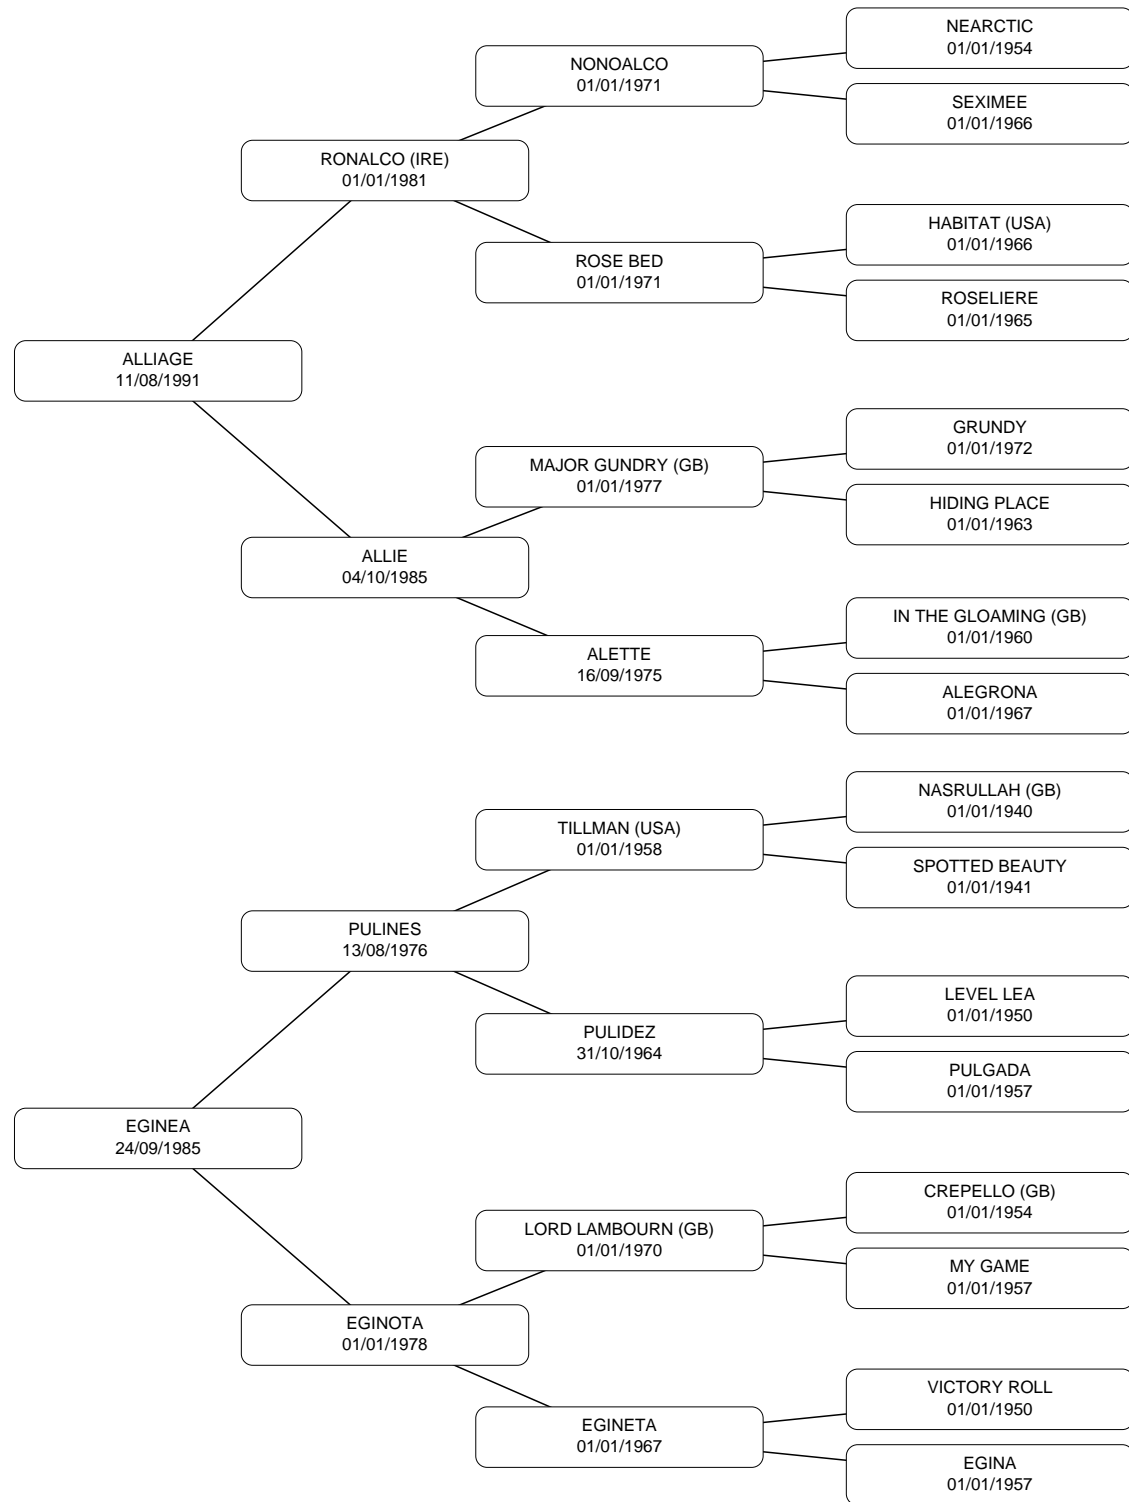 NEARCTIC
01/01/1954
NONOALCO
01/01/1971
SEXIMEE
01/01/1966
RONALCO (IRE)
01/01/1981
HABITAT (USA)
01/01/1966
ROSE BED
01/01/1971
ROSELIERE
01/01/1965
ALLIAGE
11/08/1991
GRUNDY
01/01/1972
MAJOR GUNDRY (GB)
01/01/1977
HIDING PLACE
01/01/1963
ALLIE
04/10/1985
IN THE GLOAMING (GB)
01/01/1960
ALETTE
16/09/1975
ALEGRONA
01/01/1967
NASRULLAH (GB)
01/01/1940
TILLMAN (USA)
01/01/1958
SPOTTED BEAUTY
01/01/1941
PULINES
13/08/1976
LEVEL LEA
01/01/1950
PULIDEZ
31/10/1964
PULGADA
01/01/1957
EGINEA
24/09/1985
CREPELLO (GB)
01/01/1954
LORD LAMBOURN (GB)
01/01/1970
MY GAME
01/01/1957
EGINOTA
01/01/1978
VICTORY ROLL
01/01/1950
EGINETA
01/01/1967
EGINA
01/01/1957